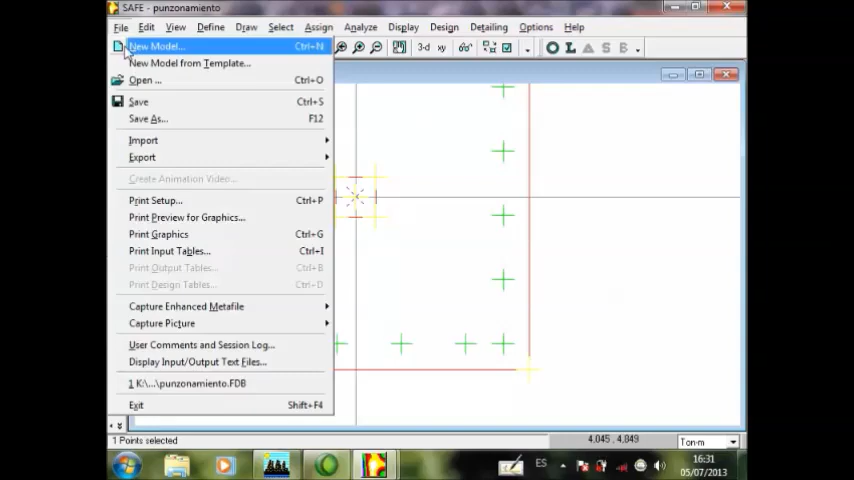 SAFE - punzonamiento
File Edit View Define Draw Select Assign Analyze Display Design Detailing Options Help
New Model... Ctrl+N
New Model from Template...
3-d xy
Open ... Ctrl+O
Save Ctrl+S
Save As... F12
Import
Export
Create Animation Video...
Print Setup... Ctrl+P
Print Preview for Graphics...
Print Graphics Ctrl+G
Print Input Tables... Ctrl+I
Print Output Tables... Ctrl+B
Print Design Tables... Ctrl+D
Capture Enhanced Metafile
Capture Picture
User Comments and Session Log...
Display Input/Output Text Files...
1 K:\...\punzonamiento.FDB
Exit Shift+F4
1 Points selected
4.045 , 4.849
Ton-m
ES
16:31
05/07/2013